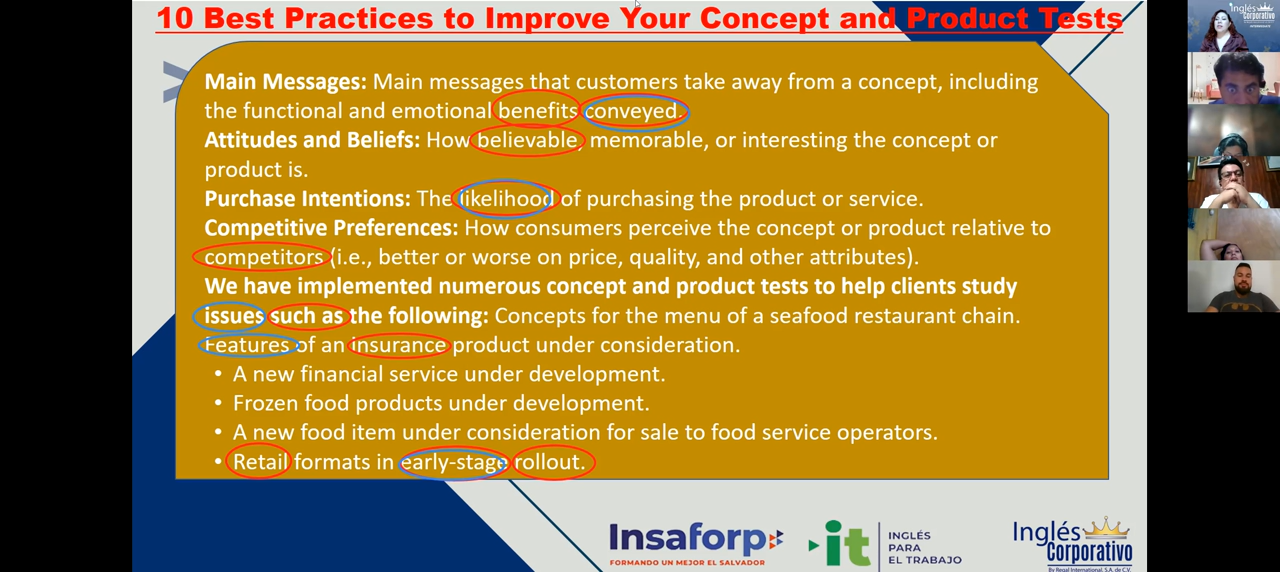 10 Best Practices to Improve Your Concept and Product Tests
Main Messages: Main messages that customers take away from a concept, including
the functional and emotional benefits conveyed.
Attitudes and Beliefs: How believable, memorable, or interesting the concept or
product is.
Purchase Intentions: The likelihood of purchasing the product or service.
Competitive Preferences: How consumers perceive the concept or product relative to
competitors (i.e., better or worse on price, quality, and other attributes).
We have implemented numerous concept and product tests to help clients study
issues such as the following: Concepts for the menu of a seafood restaurant chain.
Features of an insurance product under consideration.
• A new financial service under development.
• Frozen food products under development.
• A new food item under consideration for sale to food service operators.
• Retail formats in early-stage rollout.
Insaforp
FORMANDO UN MEJOR EL SALVADOR
it
INGLÉS
PARA
EL TRABAJO
Inglés
Corporativo
By Regal International, S.A. de C.V.
Inglés
Corporativo